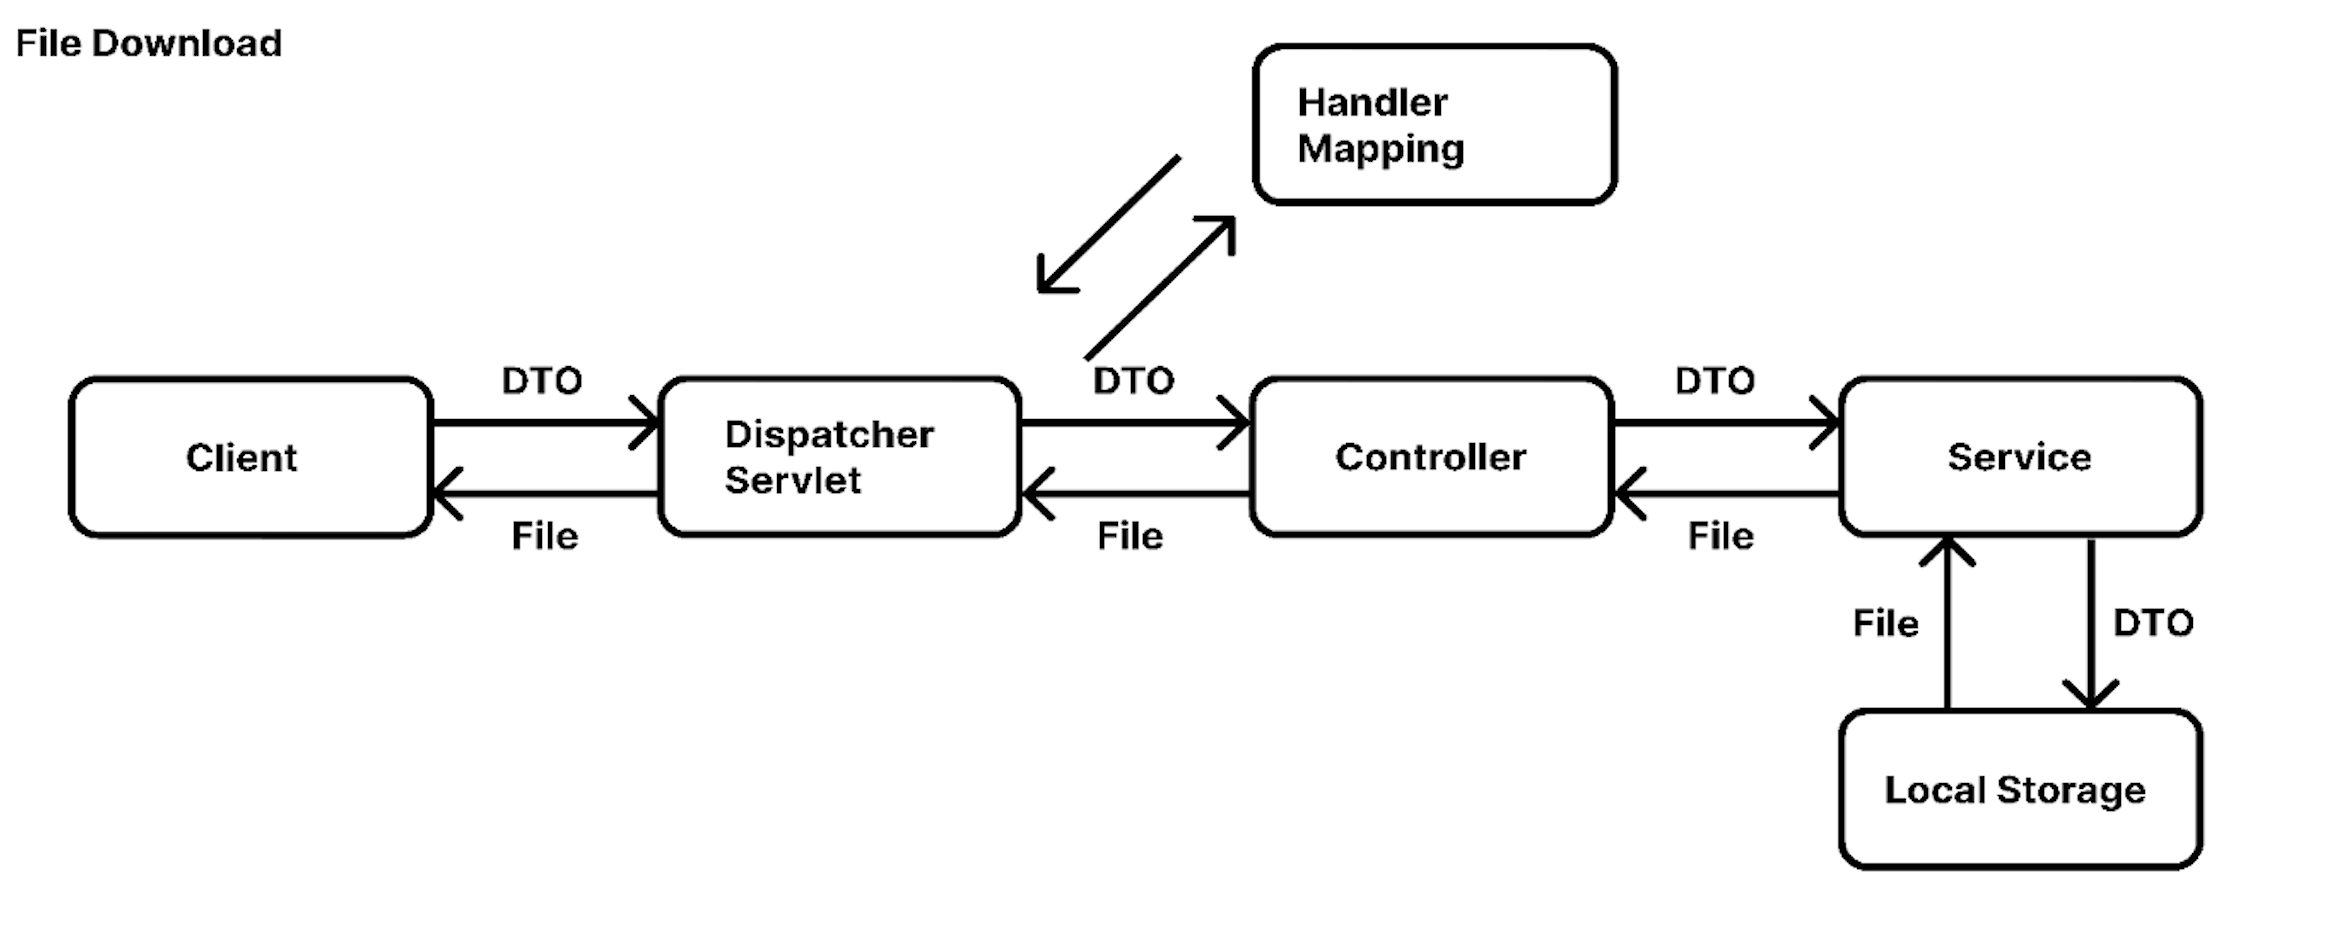 File Download
Handler
Mapping
DTO
DTO
DTO
Client
Dispatcher
Servlet
Controller
Service
File
File
File
File
DTO
Local Storage